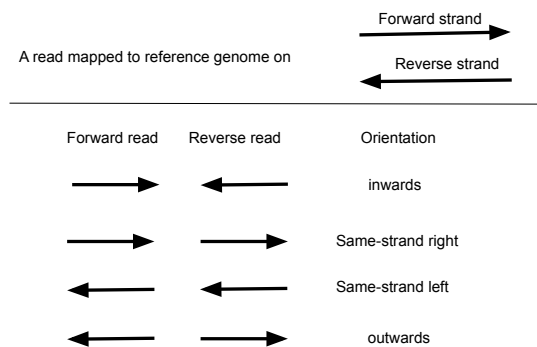 Forward strand
A read mapped to reference genome on
Reverse strand
Forward read Reverse read Orientation
inwards
Same-strand right
Same-strand left
outwards